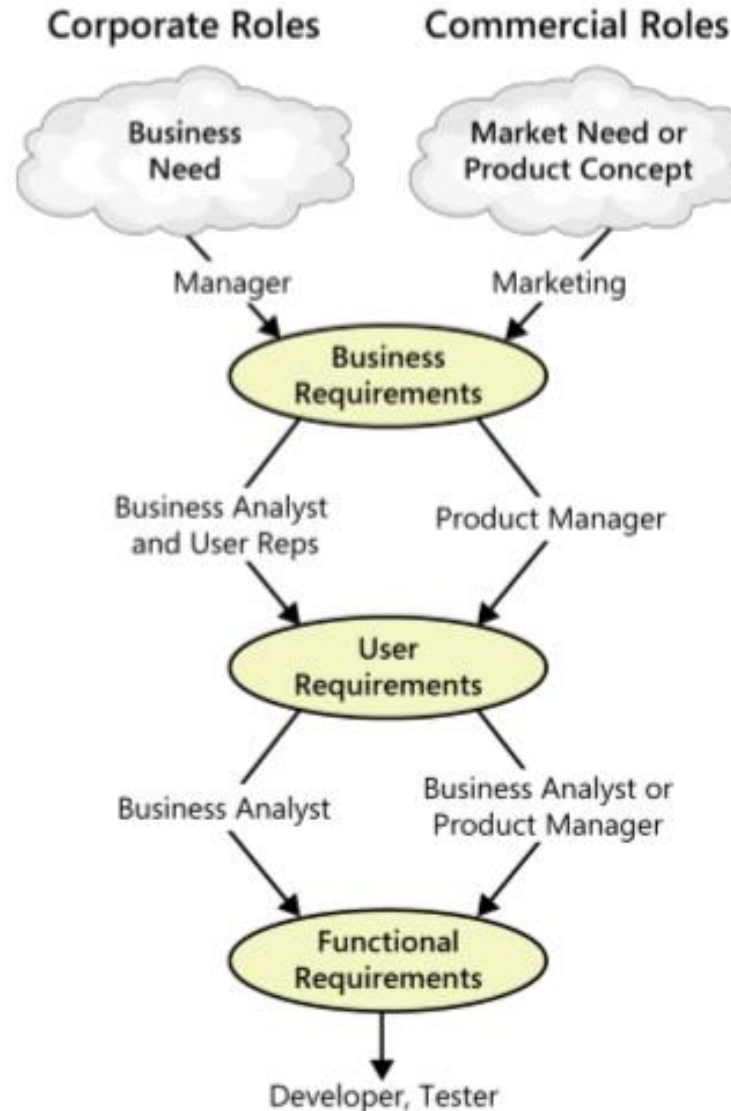 Corporate Roles
Commercial Roles
Business
Need
Market Need or
Product Concept
Manager
Marketing
Business
Requirements
Business Analyst
and User Reps
Product Manager
User
Requirements
Business Analyst
Business Analyst or
Product Manager
Functional
Requirements
Developer, Tester